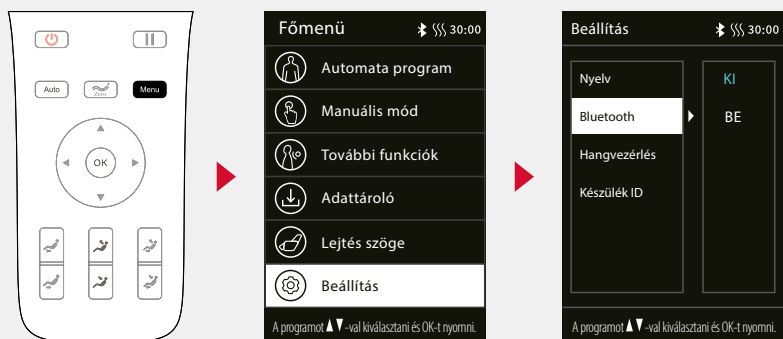 Auto
Zero
Menu
OK
Főmenü 30:00
Automata program
Manuális mód
További funkciók
Adattároló
Lejtés szöge
Beállítás
A programot ▲▼-val kiválasztani és OK-t nyomni.
Beállítás 30:00
Nyelv
Bluetooth
Hangvezérlés
Készülék ID
KI
BE
A programot ▲▼-val kiválasztani és OK-t nyomni.